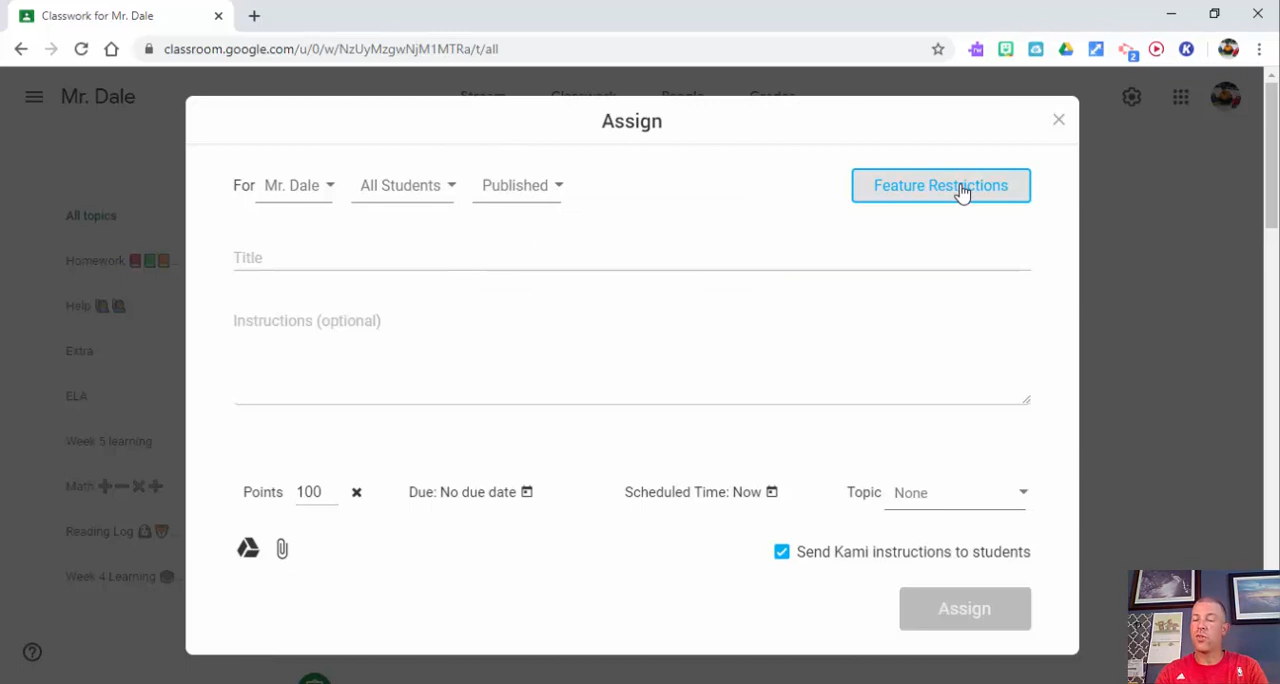 Classwork for Mr. Dale
classroom.google.com/u/0/w/NzUyMzgwNjM1MTRa/t/all
2
K
Mr. Dale
Stream Classwork People Grades
Assign
For Mr. Dale All Students Published Feature Restrictions
Title
Instructions (optional)
All topics
Homework
Help
Extra
ELA
Week 5 learning
Math
Reading Log
Week 4 Learning
Points 100 Due: No due date Scheduled Time: Now Topic None
Send Kami instructions to students
Assign